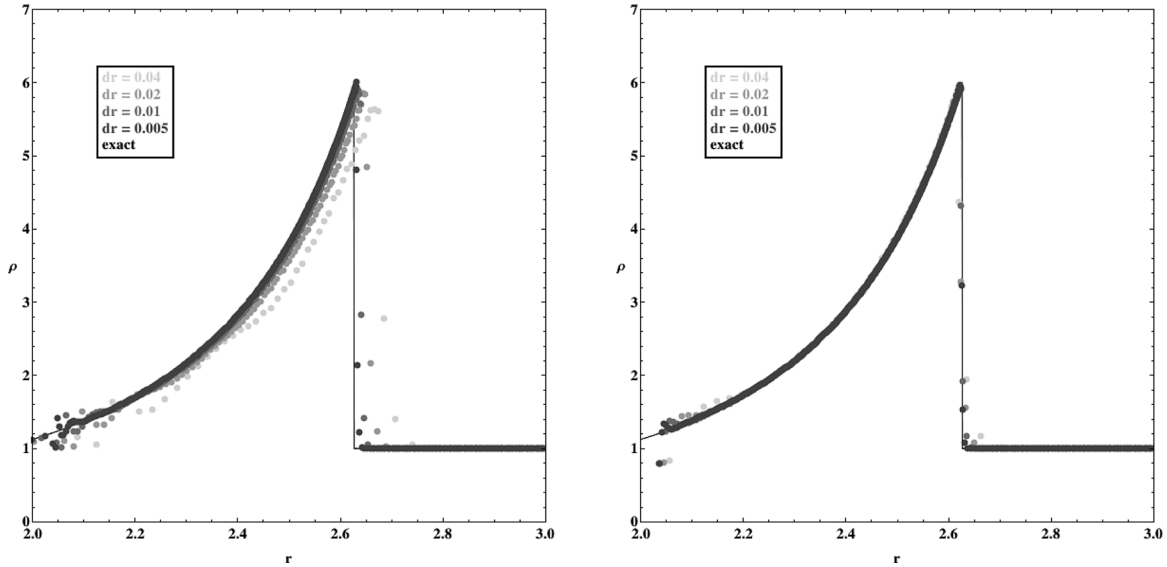 7
6
5
4
3
2
1
0
ρ
dr = 0.04
dr = 0.02
dr = 0.01
dr = 0.005
exact
2.0 2.2 2.4 2.6 2.8 3.0
r
7
6
5
4
3
2
1
0
ρ
dr = 0.04
dr = 0.02
dr = 0.01
dr = 0.005
exact
2.0 2.2 2.4 2.6 2.8 3.0
r